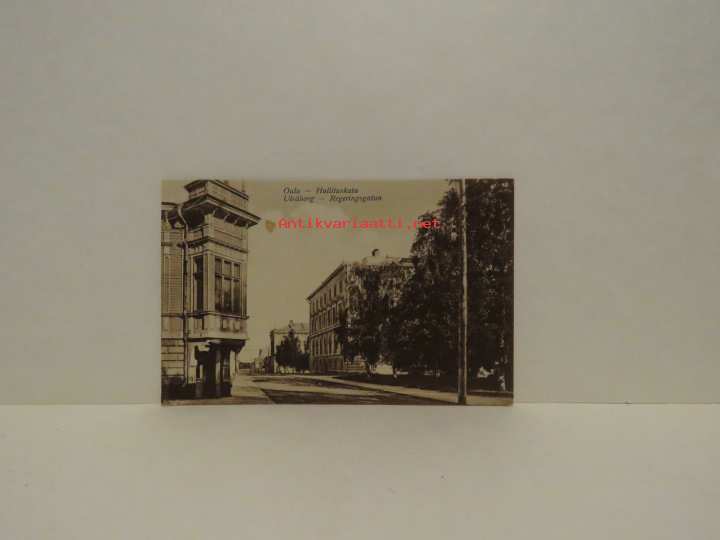 Oulu — Hallituskatu
Uleåborg — Regeringsgatan
Antikvariaatti.net